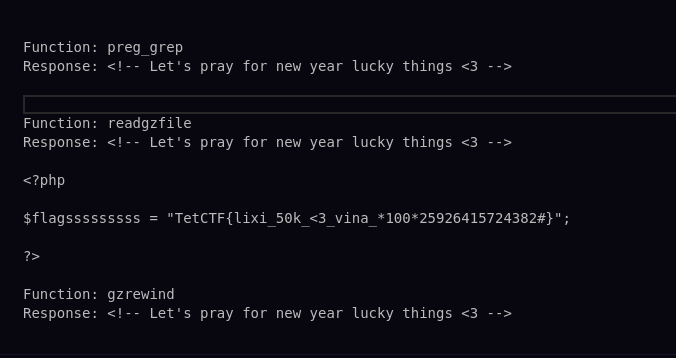 Function: preg_grep
Response: <!-- Let's pray for new year lucky things <3 -->
Function: readgzfile
Response: <!-- Let's pray for new year lucky things <3 -->
<?php
$flagsssssssss = "TetCTF{lixi_50k_<3_vina_*100*25926415724382#}";
?>
Function: gzrewind
Response: <!-- Let's pray for new year lucky things <3 -->